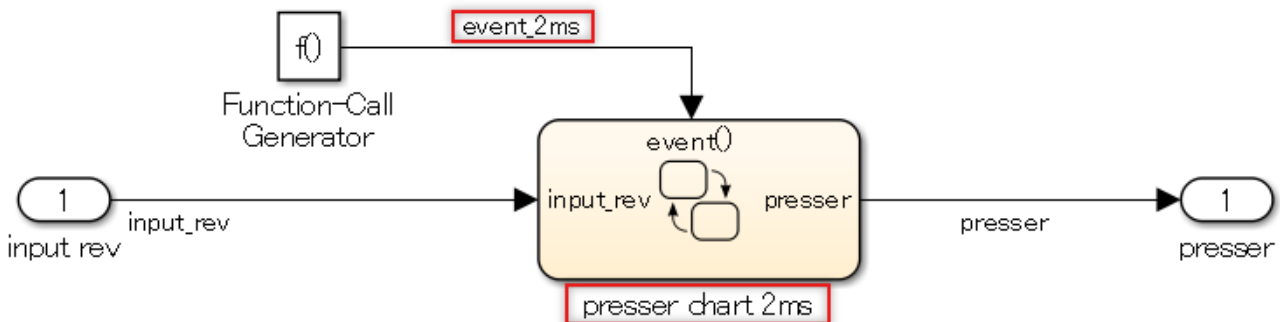 event_2ms
f()
Function-Call
Generator
event()
1
input_rev
presser
1
input_rev
presser
input rev
presser
presser chart 2ms